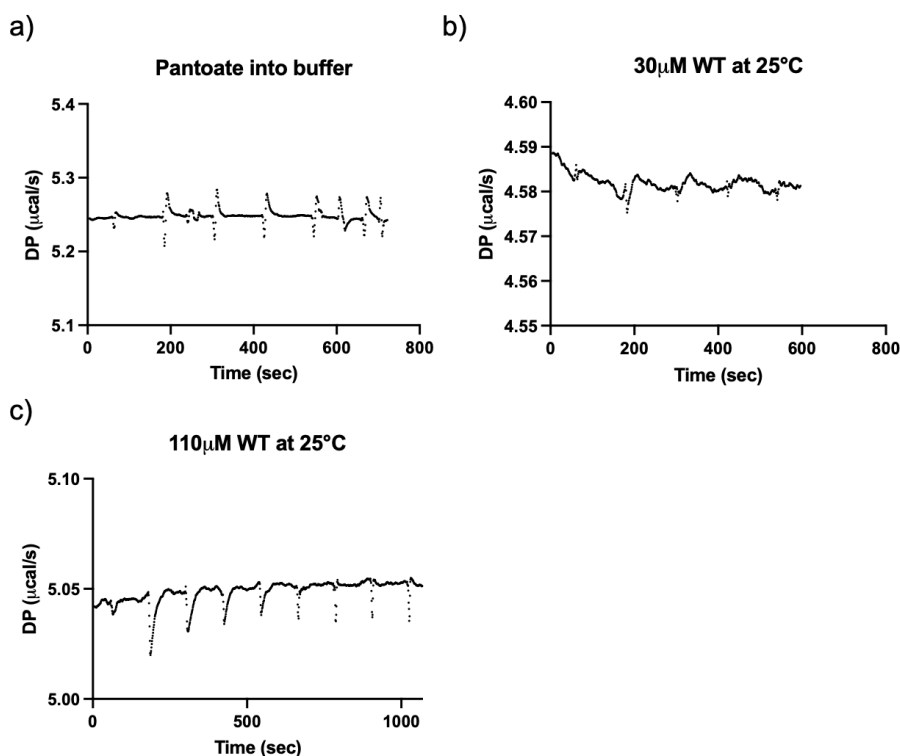 a)
Pantoate into buffer
5.4
5.3
5.2
5.1
DP (μcal/s)
0 200 400 600 800
Time (sec)
b)
30μM WT at 25°C
4.60
4.59
4.58
4.57
4.56
4.55
DP (μcal/s)
0 200 400 600 800
Time (sec)
c)
110μM WT at 25°C
5.10
5.05
5.00
DP (μcal/s)
0 500 1000
Time (sec)